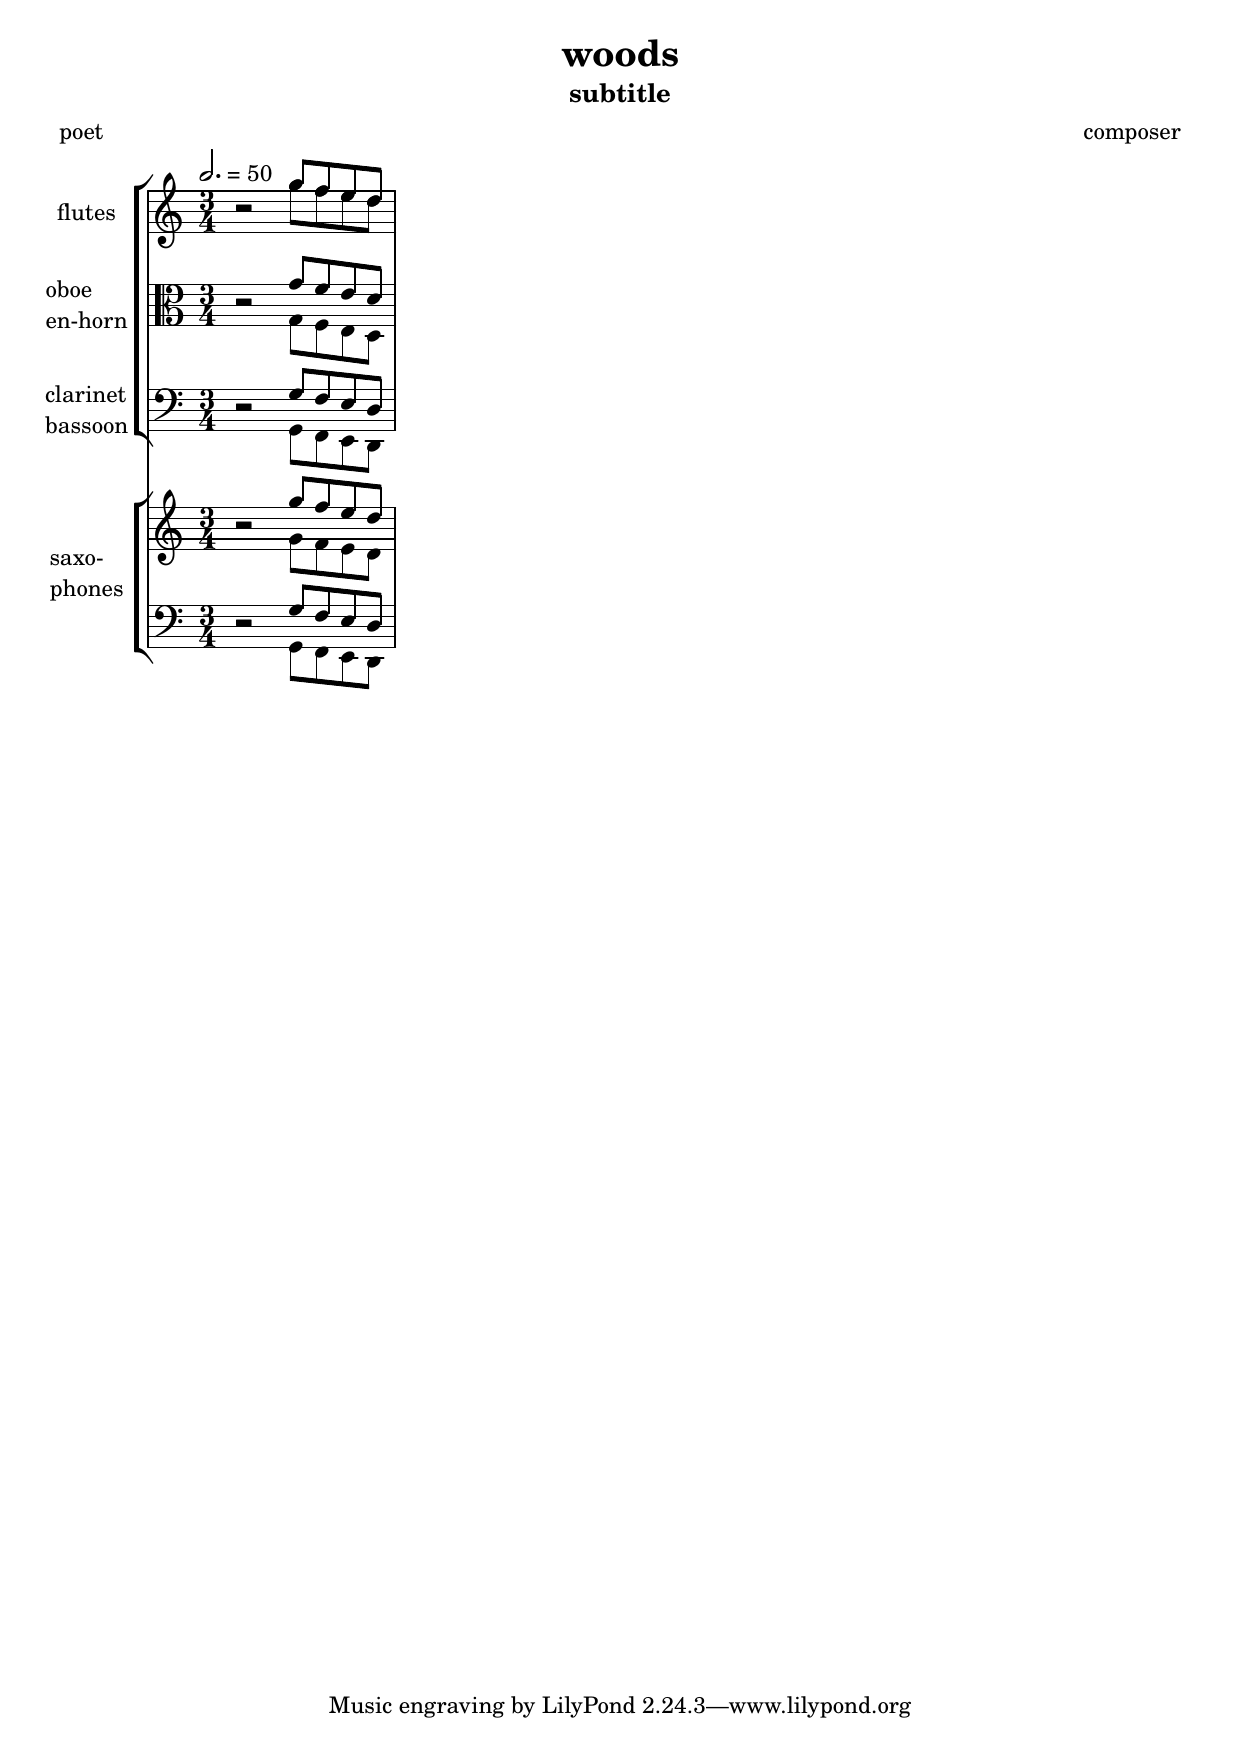 woods
subtitle
poet
composer
= 50
flutes
oboe
en-horn
clarinet
bassoon
saxo-
phones
Music engraving by LilyPond 2.24.3—www.lilypond.org